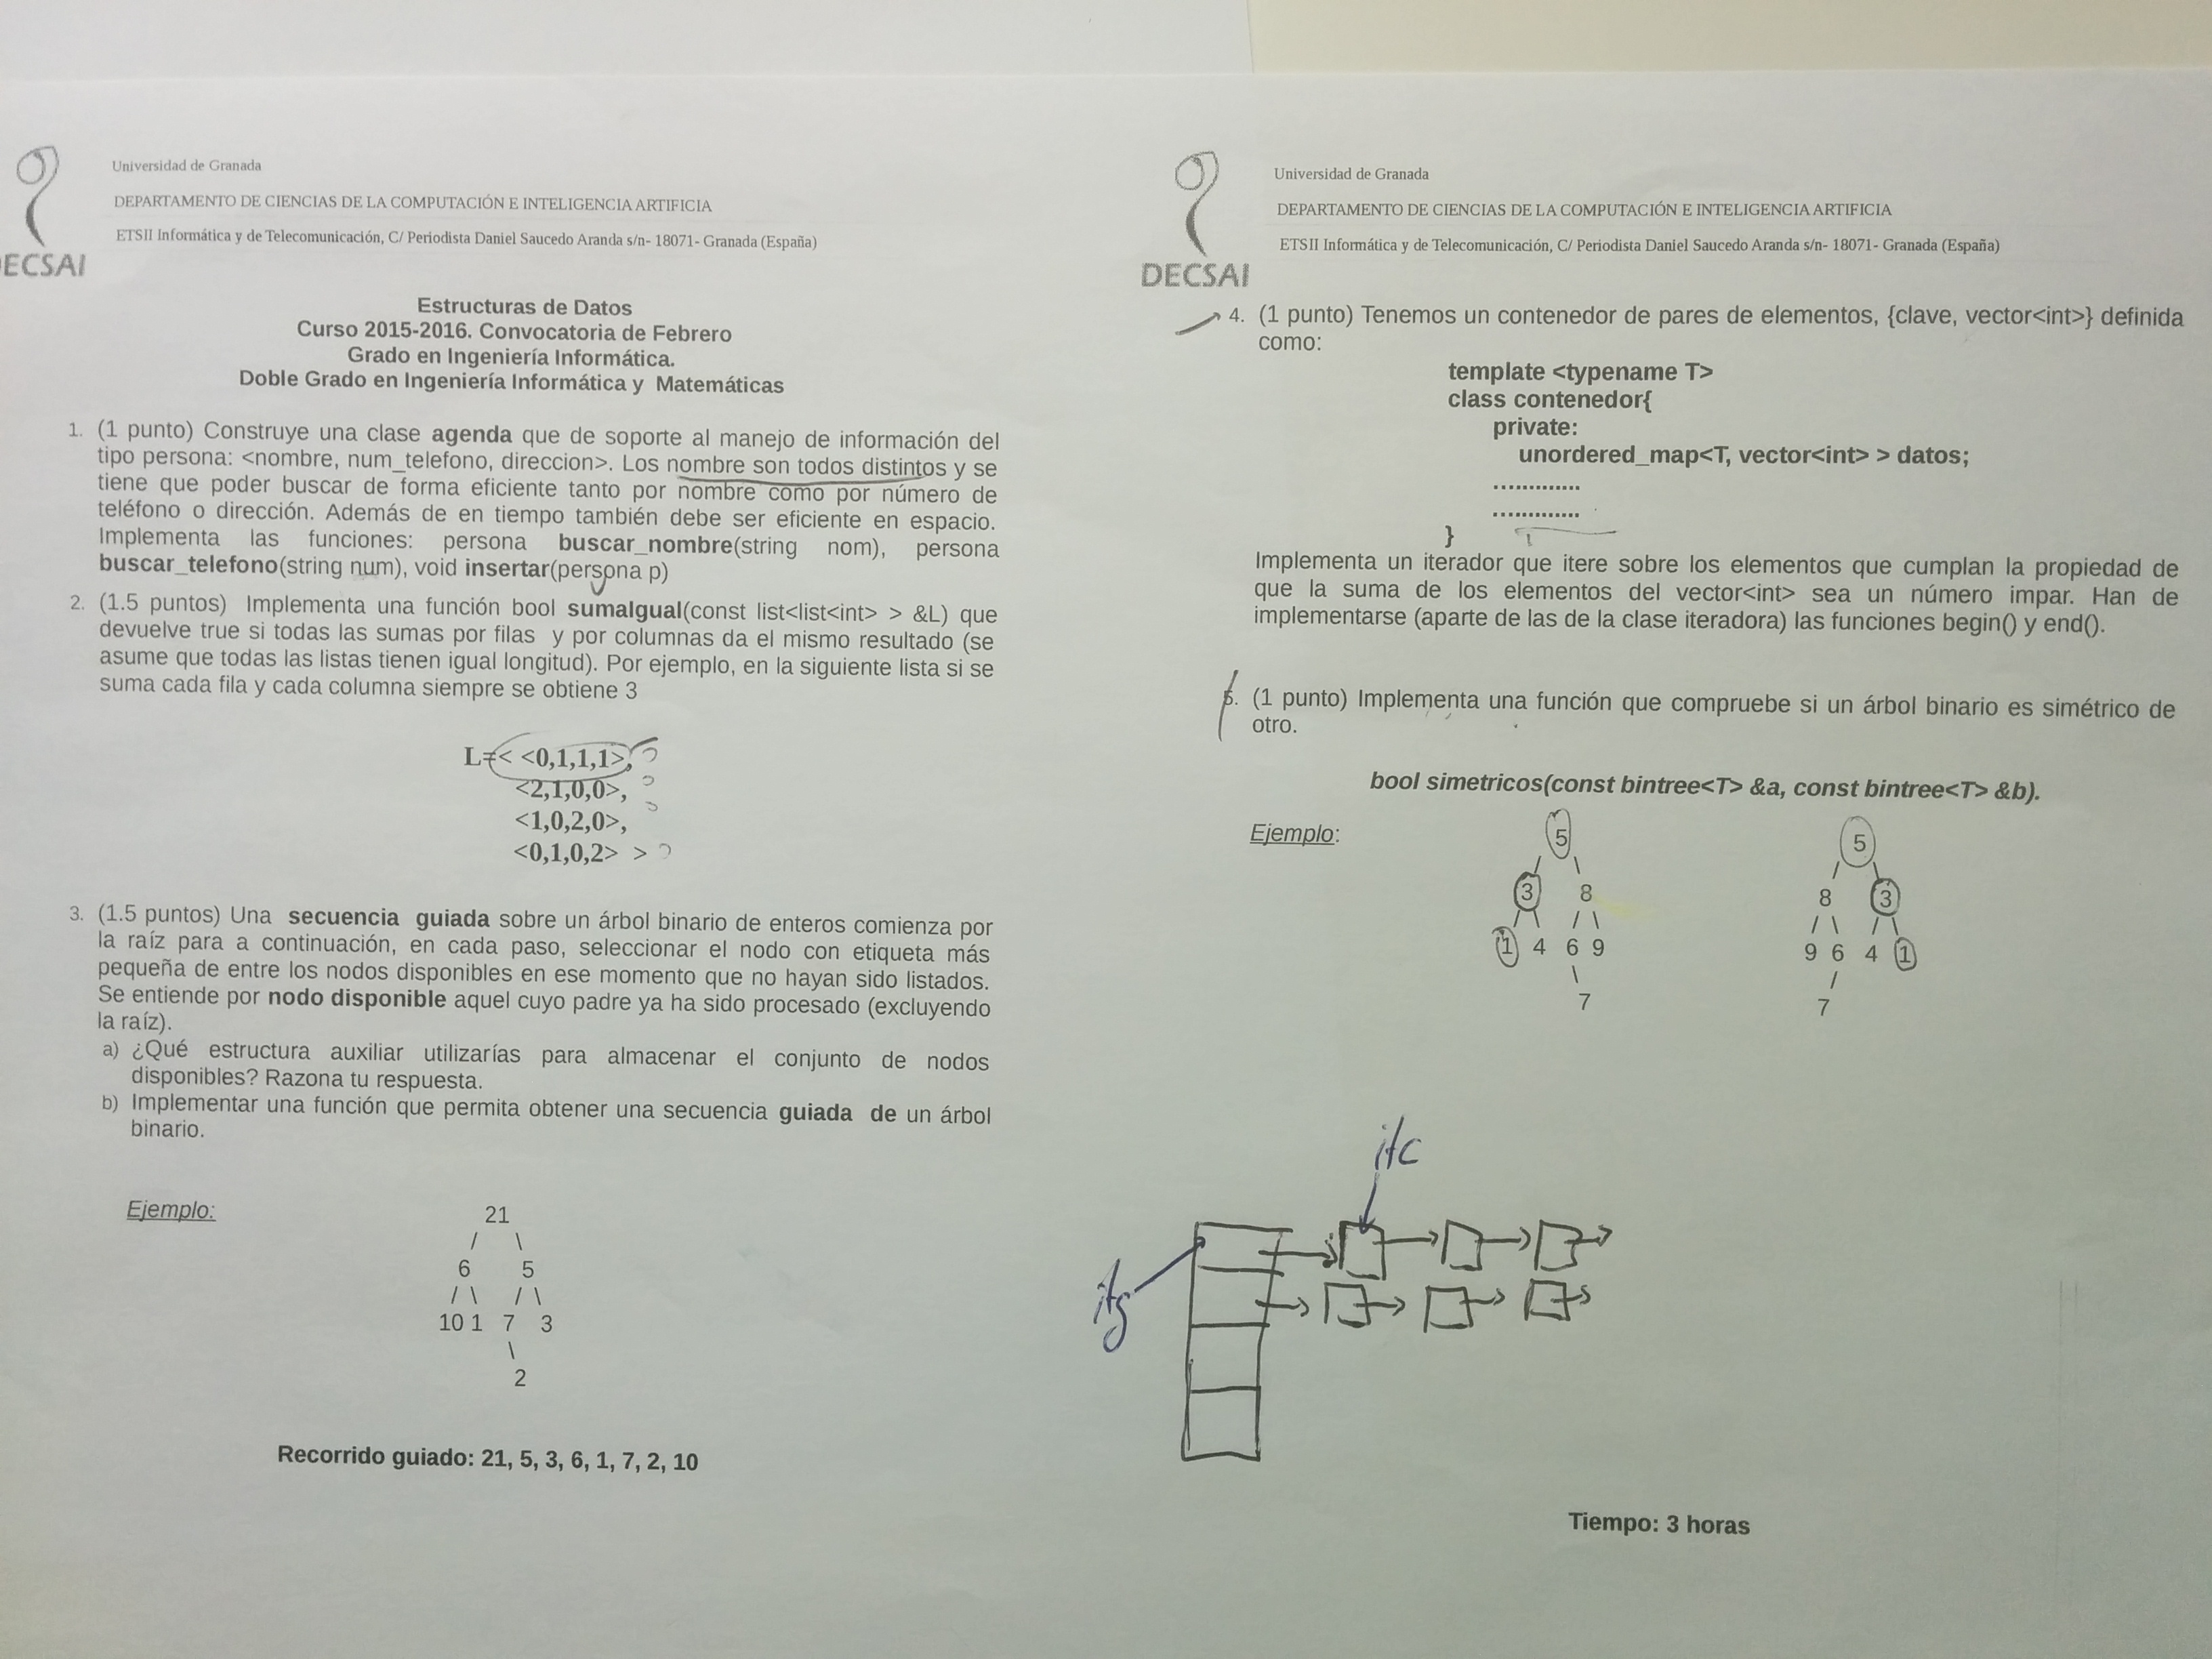 Universidad de Granada
DEPARTAMENTO DE CIENCIAS DE LA COMPUTACIÓN E INTELIGENCIA ARTIFICIA
ETSII Informática y de Telecomunicación, C/ Periodista Daniel Saucedo Aranda s/n- 18071- Granada (España)
ECSAI
Estructuras de Datos
Curso 2015-2016. Convocatoria de Febrero
Grado en Ingeniería Informática.
Doble Grado en Ingeniería Informática y Matemáticas
1. (1 punto) Construye una clase agenda que de soporte al manejo de información del
tipo persona: <nombre, num_telefono, direccion>. Los nombre son todos distintos y se
tiene que poder buscar de forma eficiente tanto por nombre como por número de
teléfono o dirección. Además de en tiempo también debe ser eficiente en espacio.
Implementa las funciones: persona buscar_nombre(string nom), persona
buscar_telefono(string num), void insertar(persona p)
2. (1.5 puntos) Implementa una función bool sumaIgual(const list<list<int> > &L) que
devuelve true si todas las sumas por filas y por columnas da el mismo resultado (se
asume que todas las listas tienen igual longitud). Por ejemplo, en la siguiente lista si se
suma cada fila y cada columna siempre se obtiene 3
L=< <0,1,1,1>,
<2,1,0,0>,
<1,0,2,0>,
<0,1,0,2> >
3. (1.5 puntos) Una secuencia guiada sobre un árbol binario de enteros comienza por
la raíz para a continuación, en cada paso, seleccionar el nodo con etiqueta más
pequeña de entre los nodos disponibles en ese momento que no hayan sido listados.
Se entiende por nodo disponible aquel cuyo padre ya ha sido procesado (excluyendo
la raíz).
a) ¿Qué estructura auxiliar utilizarías para almacenar el conjunto de nodos
disponibles? Razona tu respuesta.
b) Implementar una función que permita obtener una secuencia guiada de un árbol
binario.
Ejemplo:
21
/ \
6 5
/ \ / \
10 1 7 3
\
2
Recorrido guiado: 21, 5, 3, 6, 1, 7, 2, 10
Universidad de Granada
DEPARTAMENTO DE CIENCIAS DE LA COMPUTACIÓN E INTELIGENCIA ARTIFICIA
ETSII Informática y de Telecomunicación, C/ Periodista Daniel Saucedo Aranda s/n- 18071- Granada (España)
DECSAI
4. (1 punto) Tenemos un contenedor de pares de elementos, {clave, vector<int>} definida
como:
template <typename T>
class contenedor{
private:
unordered_map<T, vector<int> > datos;
.............
.............
}
Implementa un iterador que itere sobre los elementos que cumplan la propiedad de
que la suma de los elementos del vector<int> sea un número impar. Han de
implementarse (aparte de las de la clase iteradora) las funciones begin() y end().
5. (1 punto) Implementa una función que compruebe si un árbol binario es simétrico de
otro.
bool simetricos(const bintree<T> &a, const bintree<T> &b).
Ejemplo:
5 5
/ \ / \
3 8 8 3
/ \ / \ / \ / \
1 4 6 9 9 6 4 1
\ /
7 7
itc
Tiempo: 3 horas